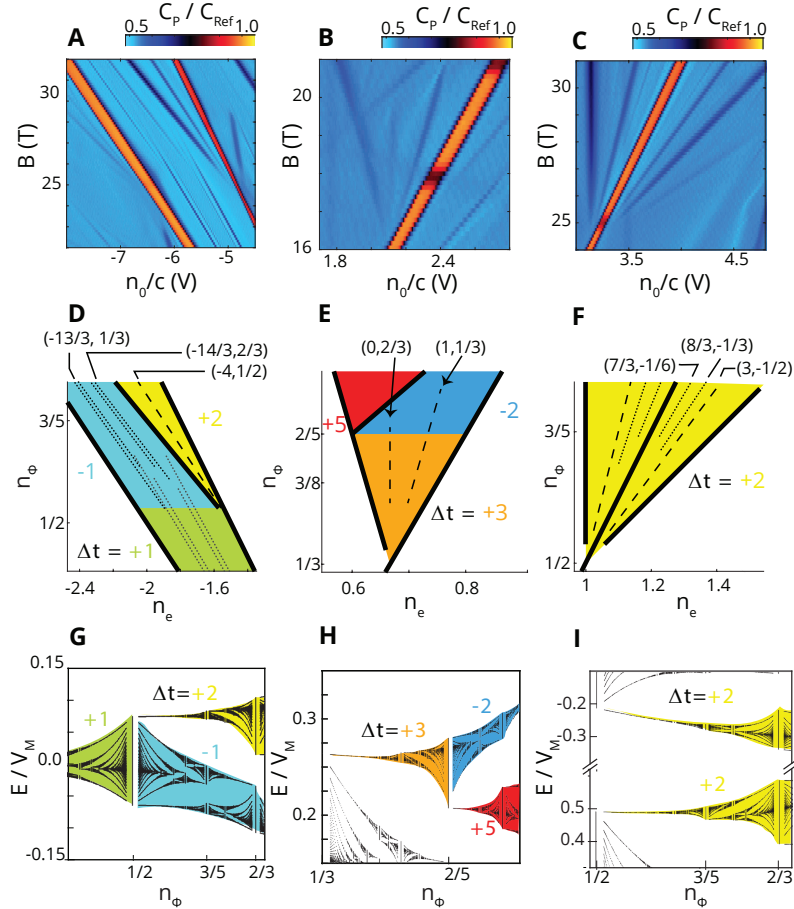 C_P / C_Ref
C_P / C_Ref
C_P / C_Ref
A
0.5
1.0
B
0.5
1.0
C
0.5
1.0
30
25
B (T)
-7
-6
-5
n_0/c (V)
20
16
B (T)
1.8
2.4
n_0/c (V)
30
25
B (T)
3.5
4.5
n_0/c (V)
D
(-13/3, 1/3)
(-14/3,2/3)
(-4,1/2)
+2
-1
Δt = +1
3/5
1/2
n_Φ
-2.4
-2
-1.6
n_e
E
(0,2/3)
(1,1/3)
+5
-2
Δt = +3
2/5
3/8
1/3
n_Φ
0.6
0.8
n_e
F
(8/3,-1/3)
(7/3,-1/6)
(3,-1/2)
Δt = +2
3/5
1/2
n_Φ
1
1.2
1.4
n_e
G
0.15
0.0
-0.15
E / V_M
Δt= +2
+1
-1
1/2
3/5
2/3
n_Φ
H
0.3
0.2
E / V_M
Δt= +3
-2
+5
1/3
2/5
n_Φ
I
-0.2
-0.3
0.5
0.4
E / V_M
Δt= +2
+2
1/2
3/5
2/3
n_Φ